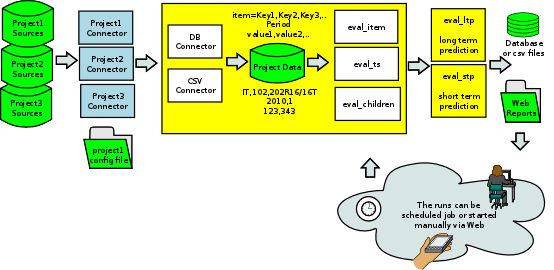 Project1
Sources
Project2
Sources
Project3
Sources
Project1
Connector
Project2
Connector
Project3
Connector
project1
config file
DB
Connector
CSV
Connector
item=Key1,Key2,Key3,..
Period
value1,value2,..
Project Data
IT,102,202R16/16T
2010,1
123,343
eval_item
eval_ts
eval_children
eval_ltp
long term
prediction
eval_stp
short term
prediction
Database
or csv files
Web
Reports
The runs can be
scheduled job or started
manually via Web